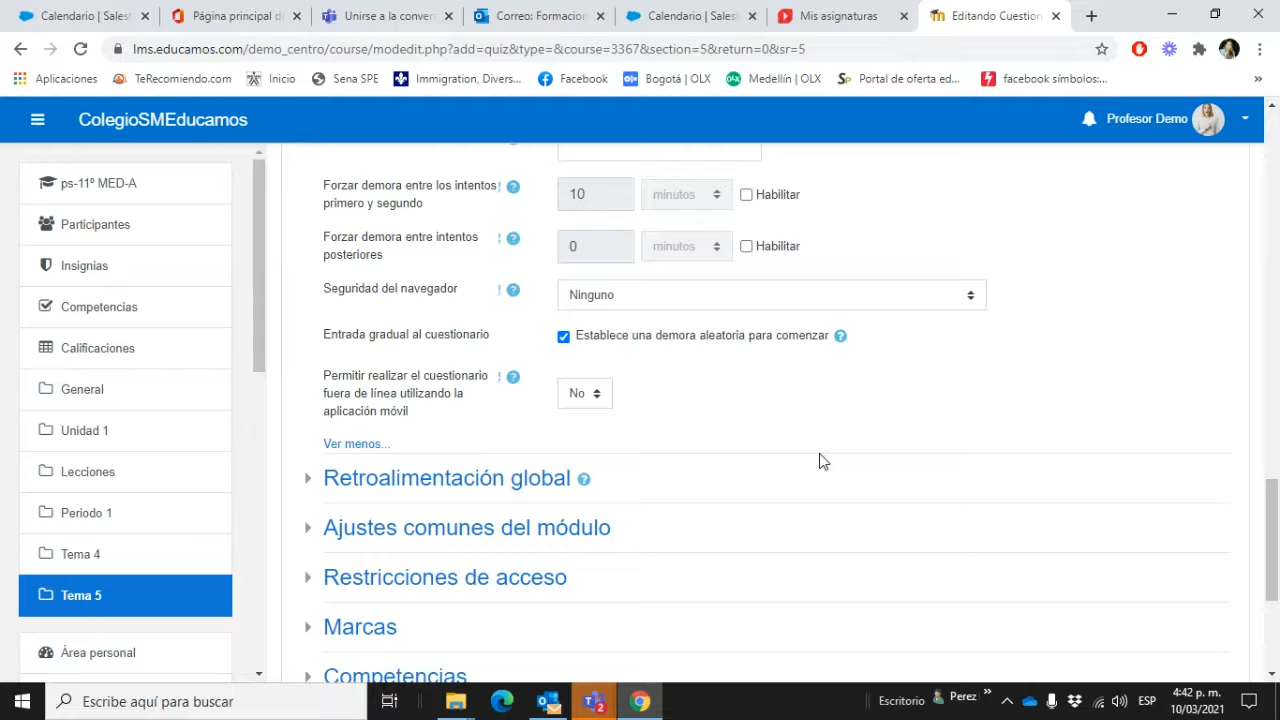 Calendario | Sales
Página principal d
Unirse a la conver
Correo: Formacion
Calendario | Sales
Mis asignaturas
Editando Cuestion
lms.educamos.com/demo_centro/course/modedit.php?add=quiz&type=&course=3367&section=5&return=0&sr=5
Aplicaciones
TeRecomiendo.com
Inicio
Sena SPE
Immigration, Divers...
Facebook
Bogotá | OLX
Medellín | OLX
Portal de oferta ed...
facebook símbolos:...
»
ColegioSMEducamos
Profesor Demo
ps-11º MED-A
Participantes
Insignias
Competencias
Calificaciones
General
Unidad 1
Lecciones
Periodo 1
Tema 4
Tema 5
Área personal
Forzar demora entre los intentos
primero y segundo
10
minutos
Habilitar
Forzar demora entre intentos
posteriores
0
minutos
Habilitar
Seguridad del navegador
Ninguno
Entrada gradual al cuestionario
Establece una demora aleatoria para comenzar
Permitir realizar el cuestionario
fuera de línea utilizando la
aplicación móvil
No
Ver menos...
Retroalimentación global
Ajustes comunes del módulo
Restricciones de acceso
Marcas
Competencias
Escribe aquí para buscar
Escritorio
Perez
»
ESP
4:42 p. m.
10/03/2021